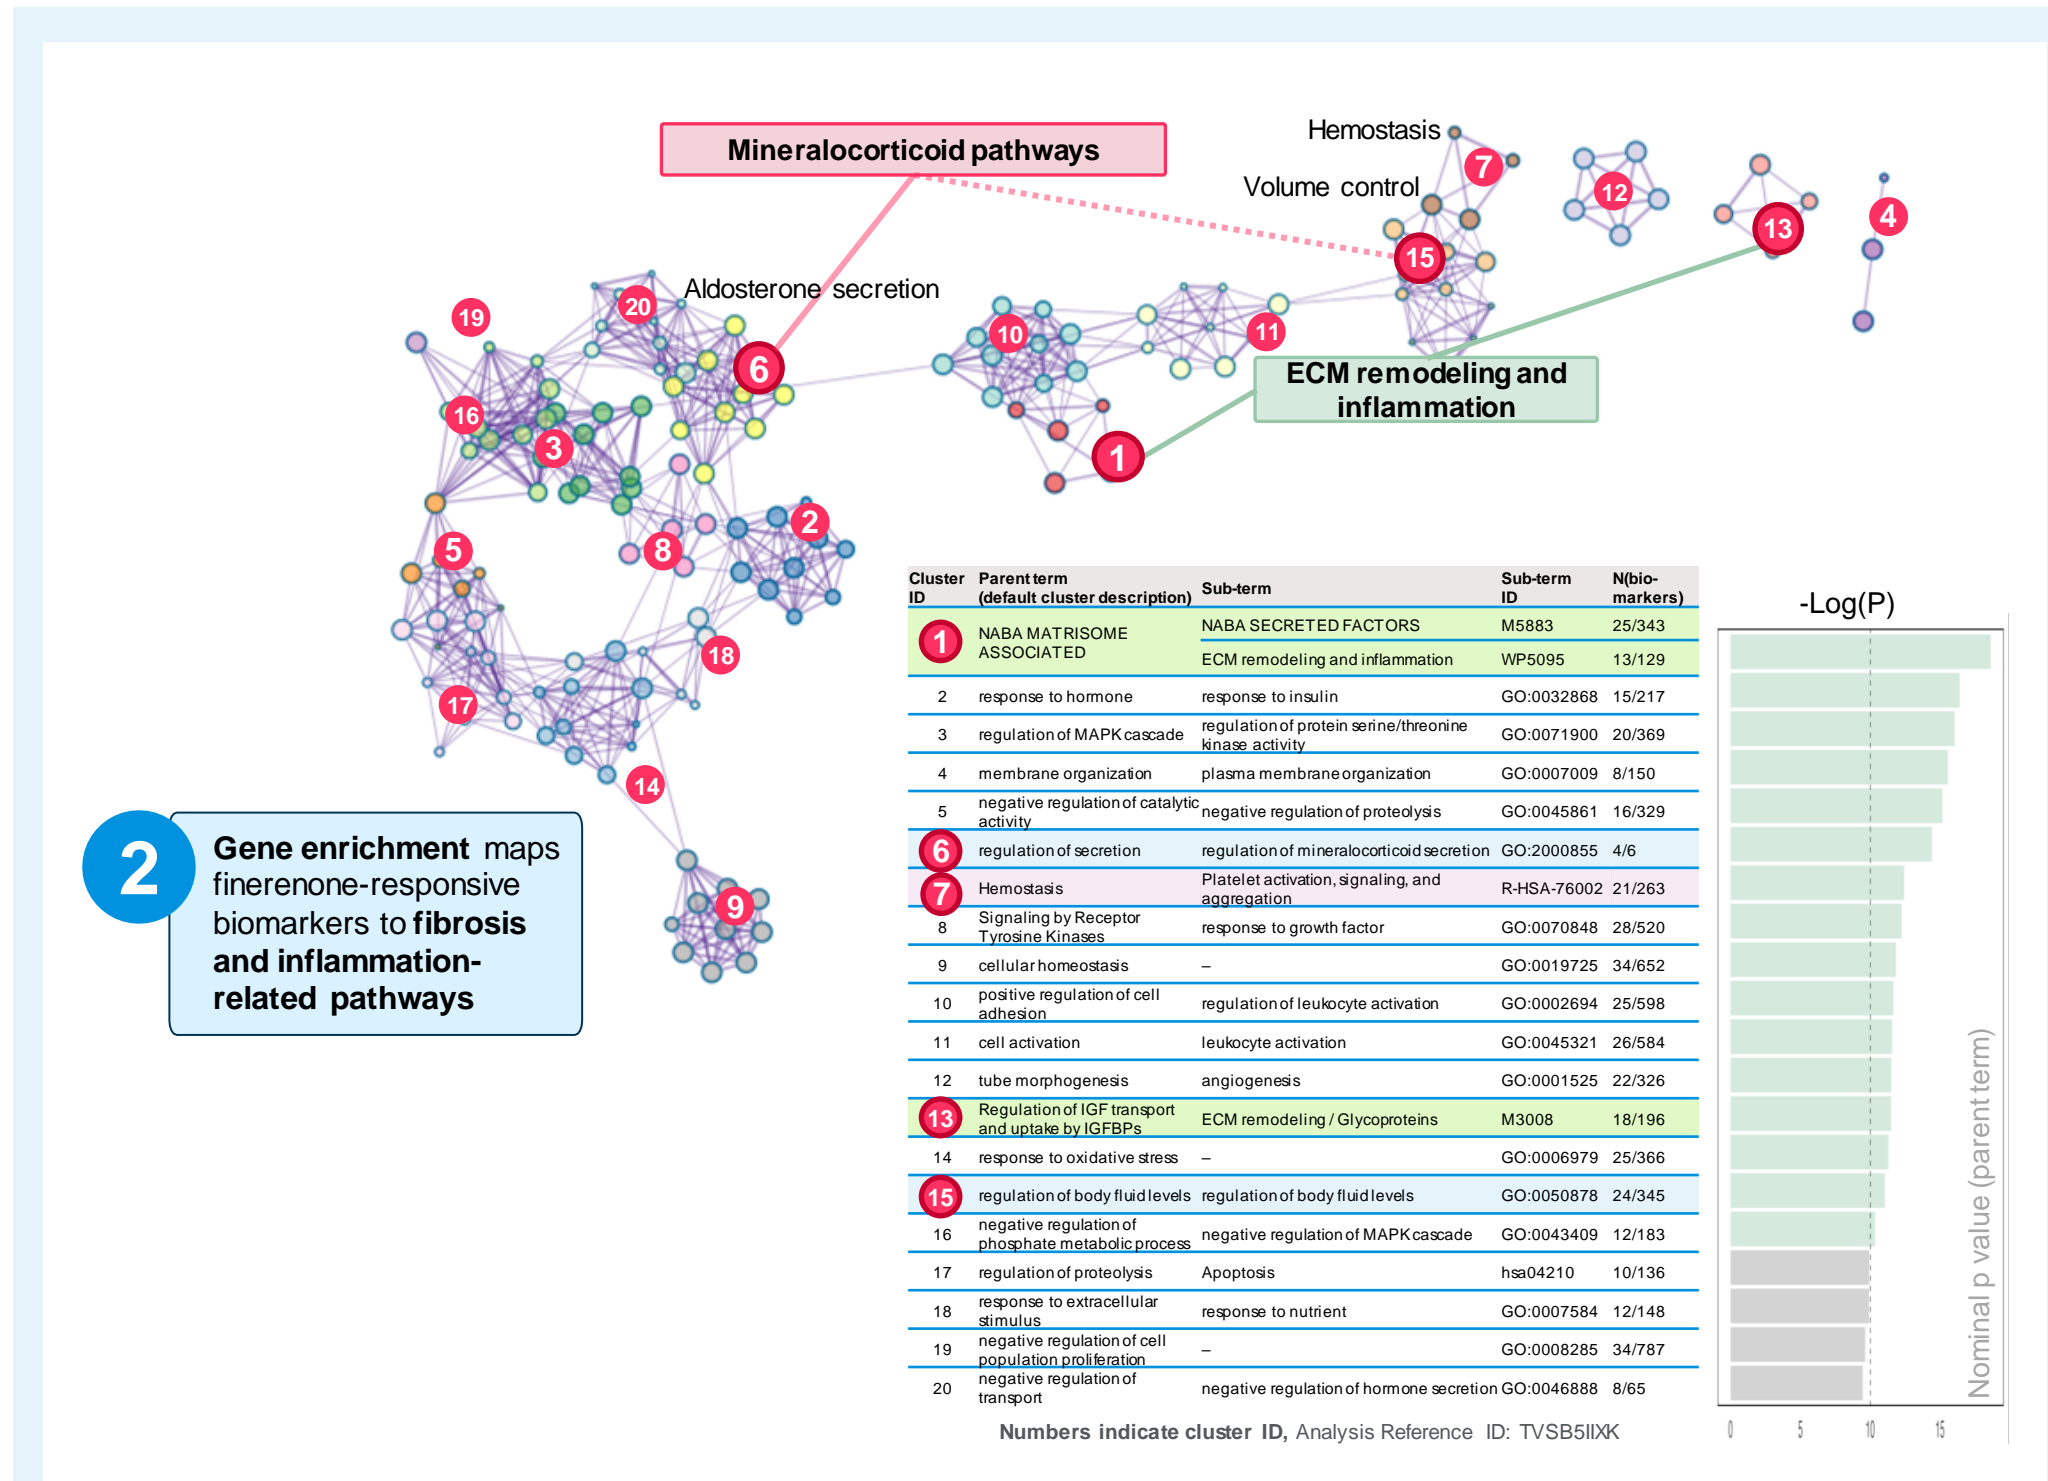 Mineralocorticoid pathways
Hemostasis
7
Volume control
12
13
4
15
Aldosterone secretion
20
19
10
11
6
ECM remodeling and
inflammation
16
3
1
2
5
8
18
17
14
9
2
Gene enrichment maps
finerenone-responsive
biomarkers to fibrosis
and inflammation-
related pathways
Cluster ID Parent term (default cluster description) Sub-term Sub-term ID N(bio-markers)
1 NABA MATRISOME ASSOCIATED NABA SECRETED FACTORS M5883 25/343
ECM remodeling and inflammation WP5095 13/129
2 response to hormone response to insulin GO:0032868 15/217
3 regulation of MAPK cascade regulation of protein serine/threonine kinase activity GO:0071900 20/369
4 membrane organization plasma membrane organization GO:0007009 8/150
5 negative regulation of catalytic activity negative regulation of proteolysis GO:0045861 16/329
6 regulation of secretion regulation of mineralocorticoid secretion GO:2000855 4/6
7 Hemostasis Platelet activation, signaling, and aggregation R-HSA-76002 21/263
8 Signaling by Receptor Tyrosine Kinases response to growth factor GO:0070848 28/520
9 cellular homeostasis – GO:0019725 34/652
10 positive regulation of cell adhesion regulation of leukocyte activation GO:0002694 25/598
11 cell activation leukocyte activation GO:0045321 26/584
12 tube morphogenesis angiogenesis GO:0001525 22/326
13 Regulation of IGF transport and uptake by IGFBPs ECM remodeling / Glycoproteins M3008 18/196
14 response to oxidative stress – GO:0006979 25/366
15 regulation of body fluid levels regulation of body fluid levels GO:0050878 24/345
16 negative regulation of phosphate metabolic process negative regulation of MAPK cascade GO:0043409 12/183
17 regulation of proteolysis Apoptosis hsa04210 10/136
18 response to extracellular stimulus response to nutrient GO:0007584 12/148
19 negative regulation of cell population proliferation – GO:0008285 34/787
20 negative regulation of transport negative regulation of hormone secretion GO:0046888 8/65
Numbers indicate cluster ID, Analysis Reference ID: TVSB5IIXK
-Log(P)
Nominal p value (parent term)
0 5 10 15